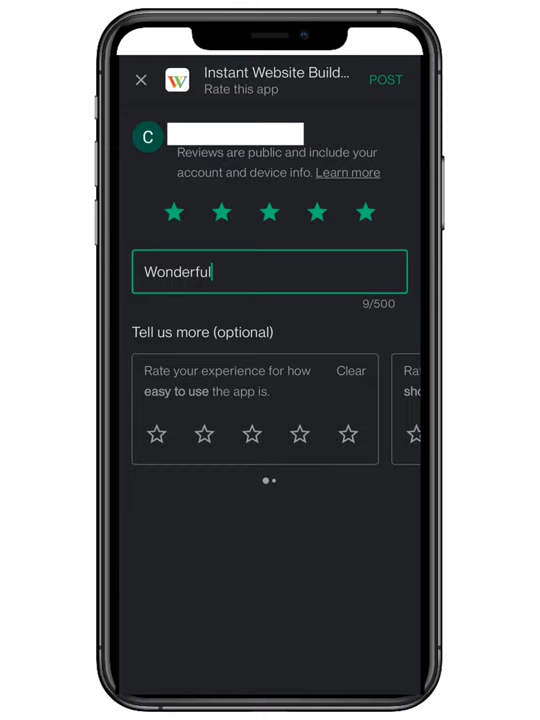 Instant Website Build...
POST
Rate this app
C
Reviews are public and include your
account and device info. Learn more
Wonderful
9/500
Tell us more (optional)
Rate your experience for how
Clear
easy to use the app is.
Ra
sho